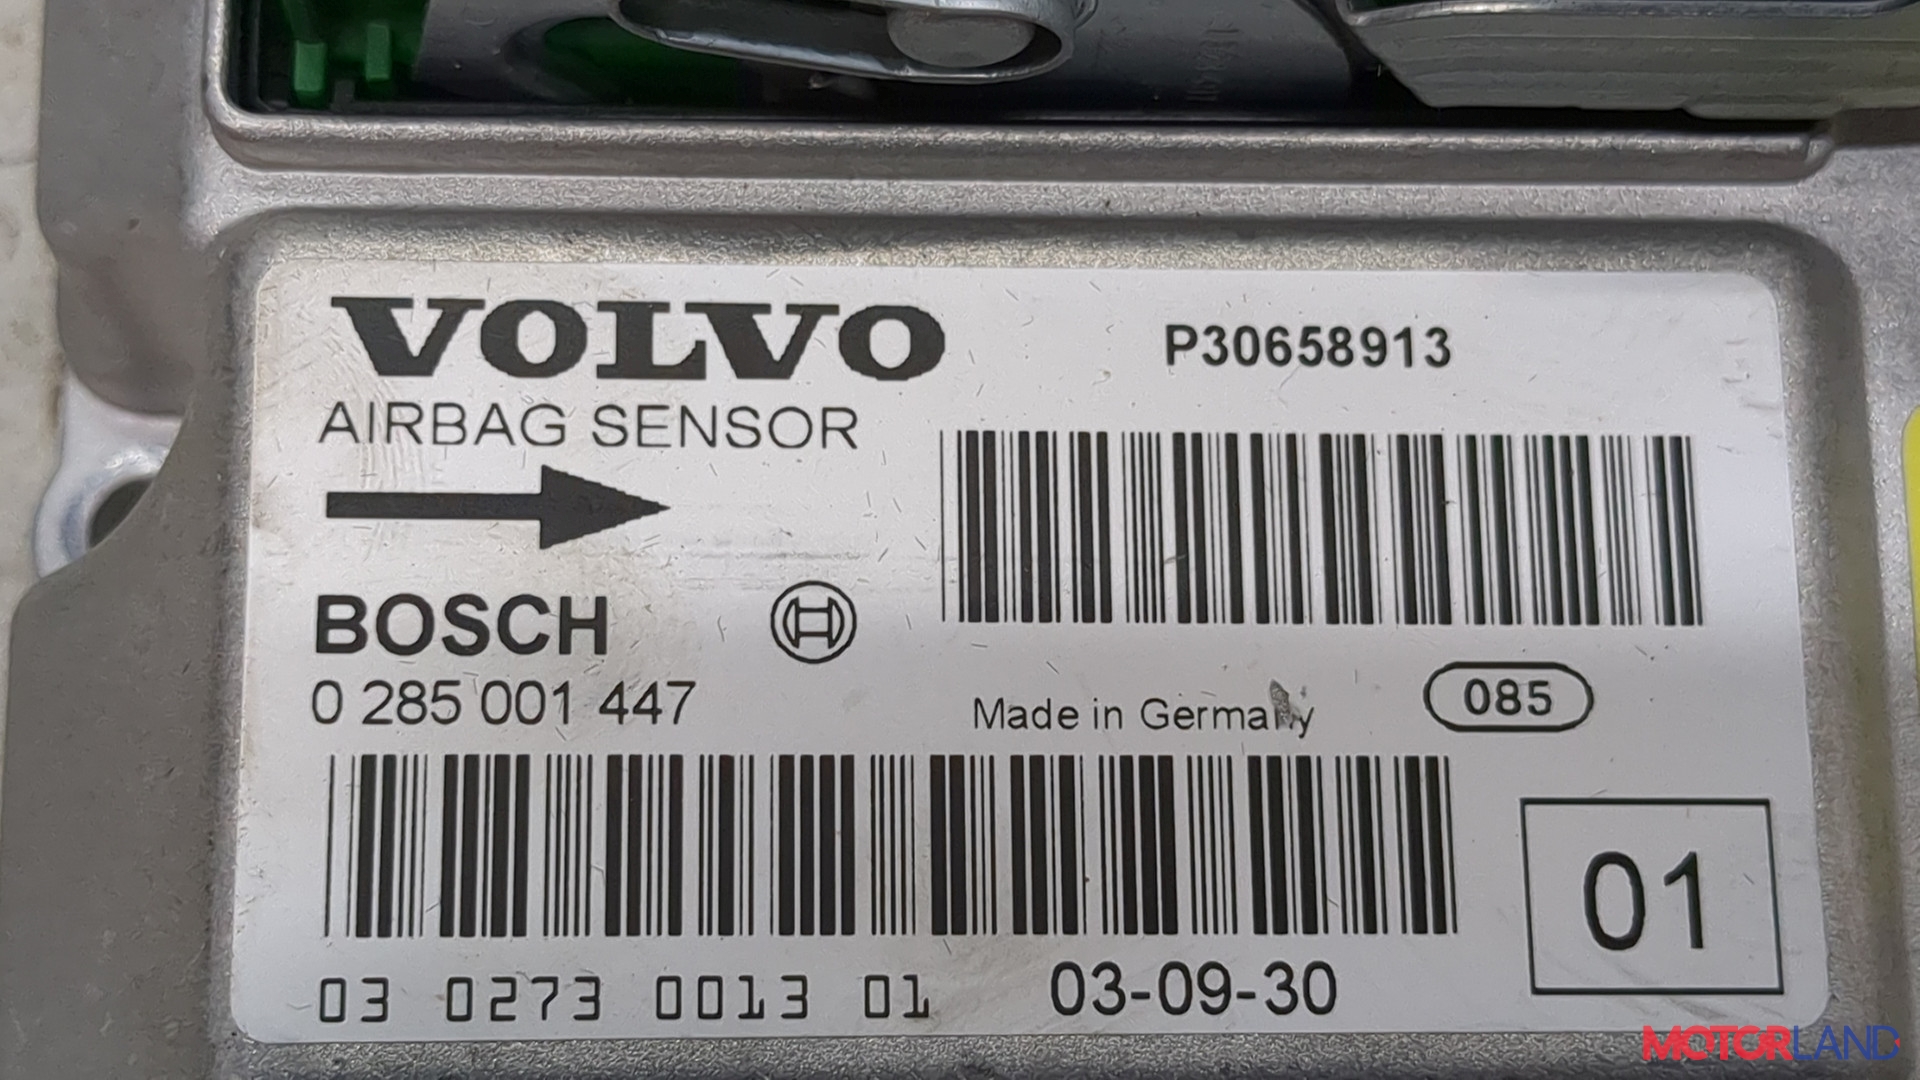 VOLVO
P30658913
AIRBAG SENSOR
BOSCH
0 285 001 447
Made in Germany
085
01
03 0273 0013 01
03-09-30
MOTORLAND